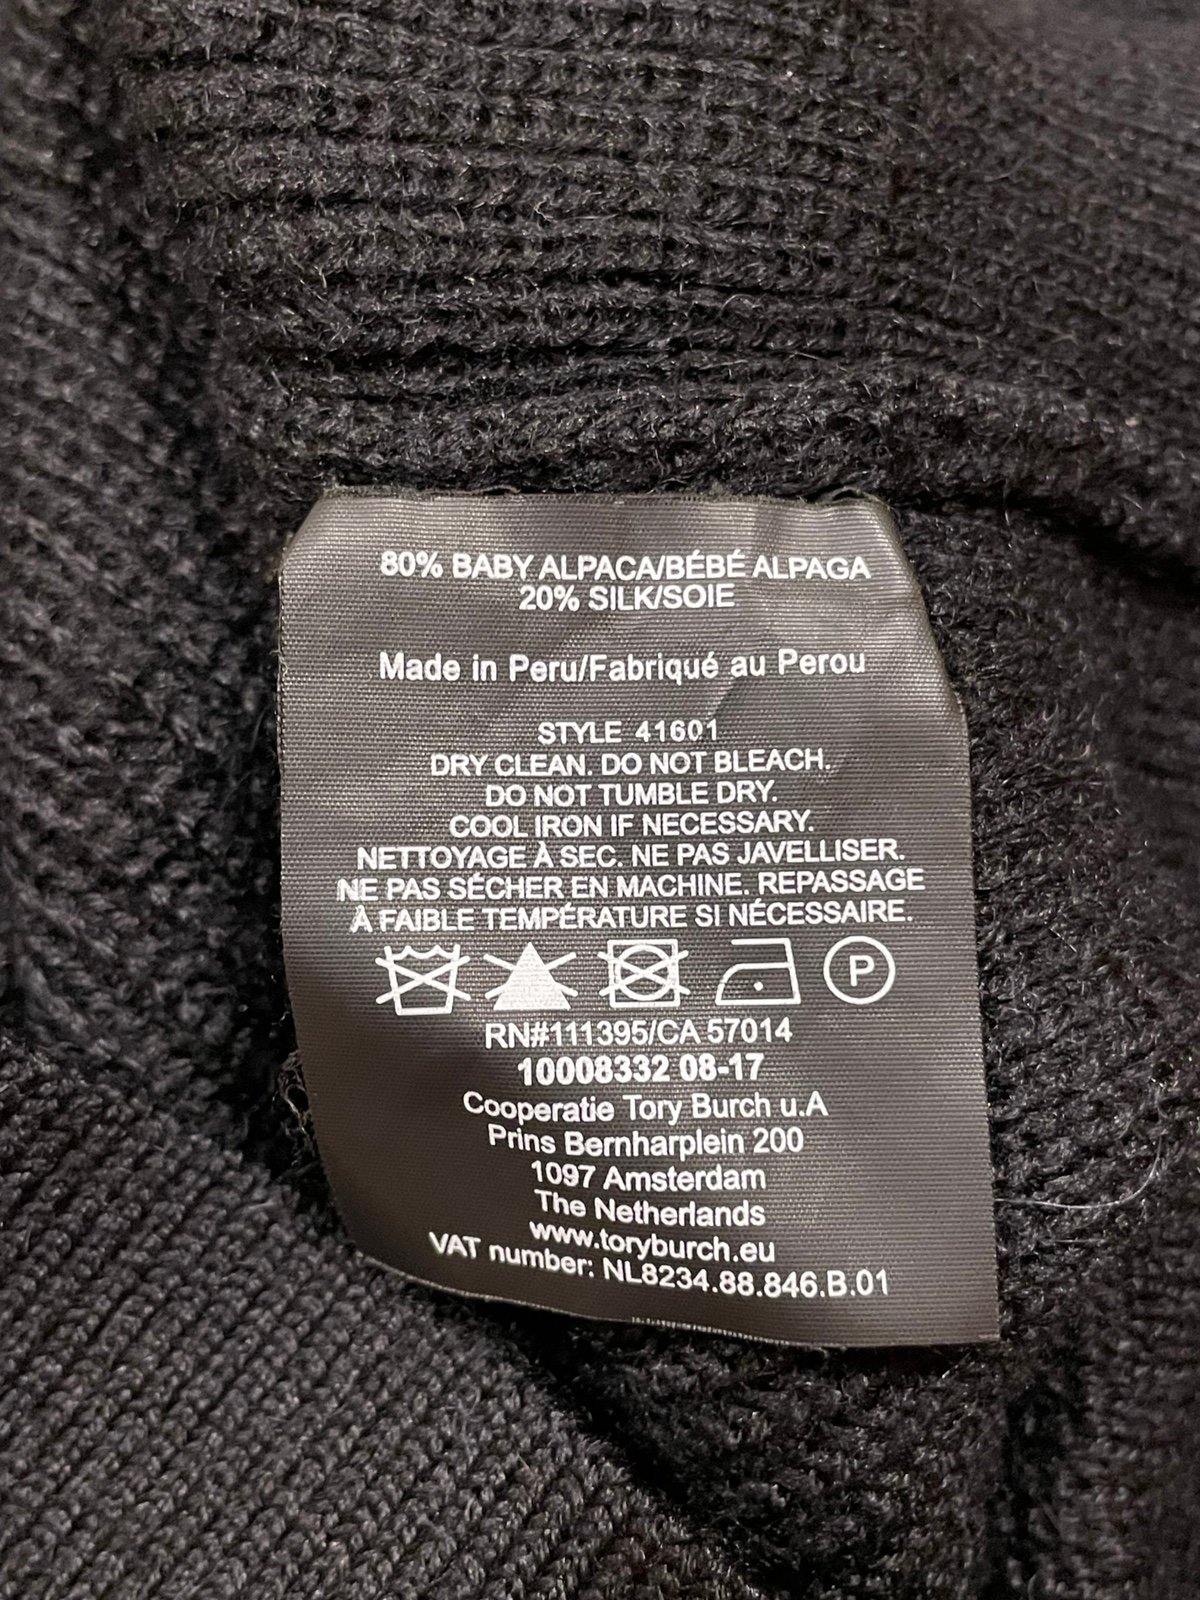 80% BABY ALPACA/BÉBÉ ALPAGA
20% SILK/SOIE
Made in Peru/Fabriqué au Perou
STYLE 41601
DRY CLEAN. DO NOT BLEACH.
DO NOT TUMBLE DRY.
COOL IRON IF NECESSARY.
NETTOYAGE À SEC. NE PAS JAVELLISER.
NE PAS SÉCHER EN MACHINE. REPASSAGE
À FAIBLE TEMPÉRATURE SI NÉCESSAIRE.
P
RN#111395/CA 57014
10008332 08-17
Cooperatie Tory Burch u.A
Prins Bernharplein 200
1097 Amsterdam
The Netherlands
www.toryburch.eu
VAT number: NL8234.88.846.B.01